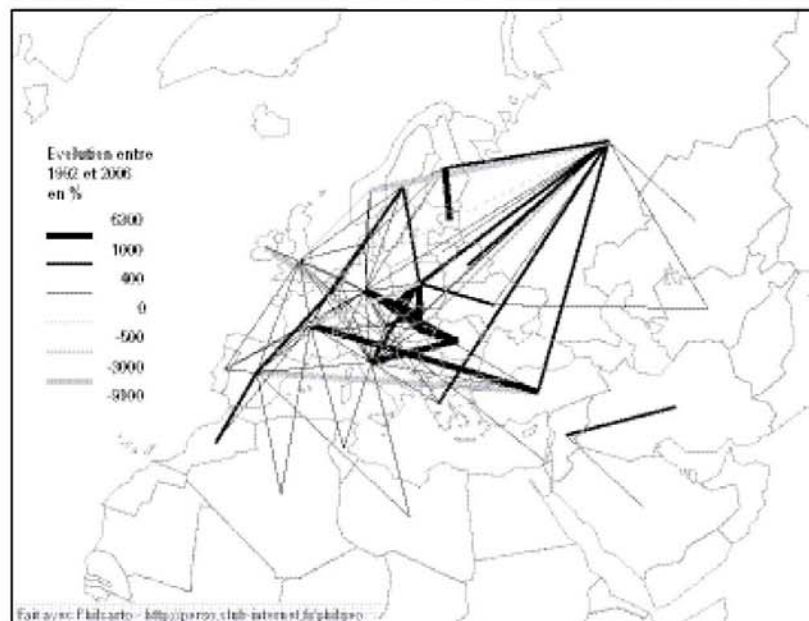 Evolution entre
1992 et 2006
en %
6300
1000
400
0
-500
-3000
-9300
Fait avec Philcarto - http://perso.club-internet.fr/philgeo